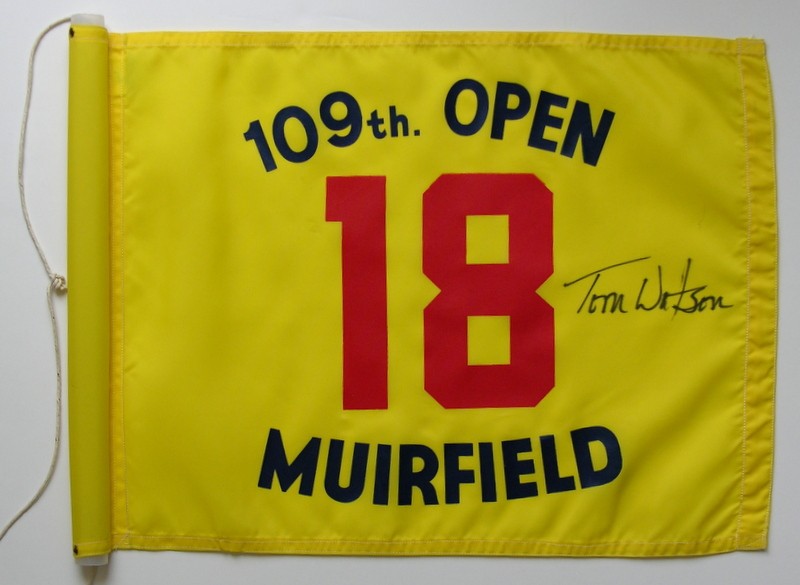 109th. OPEN
18
Tom Watson
MUIRFIELD